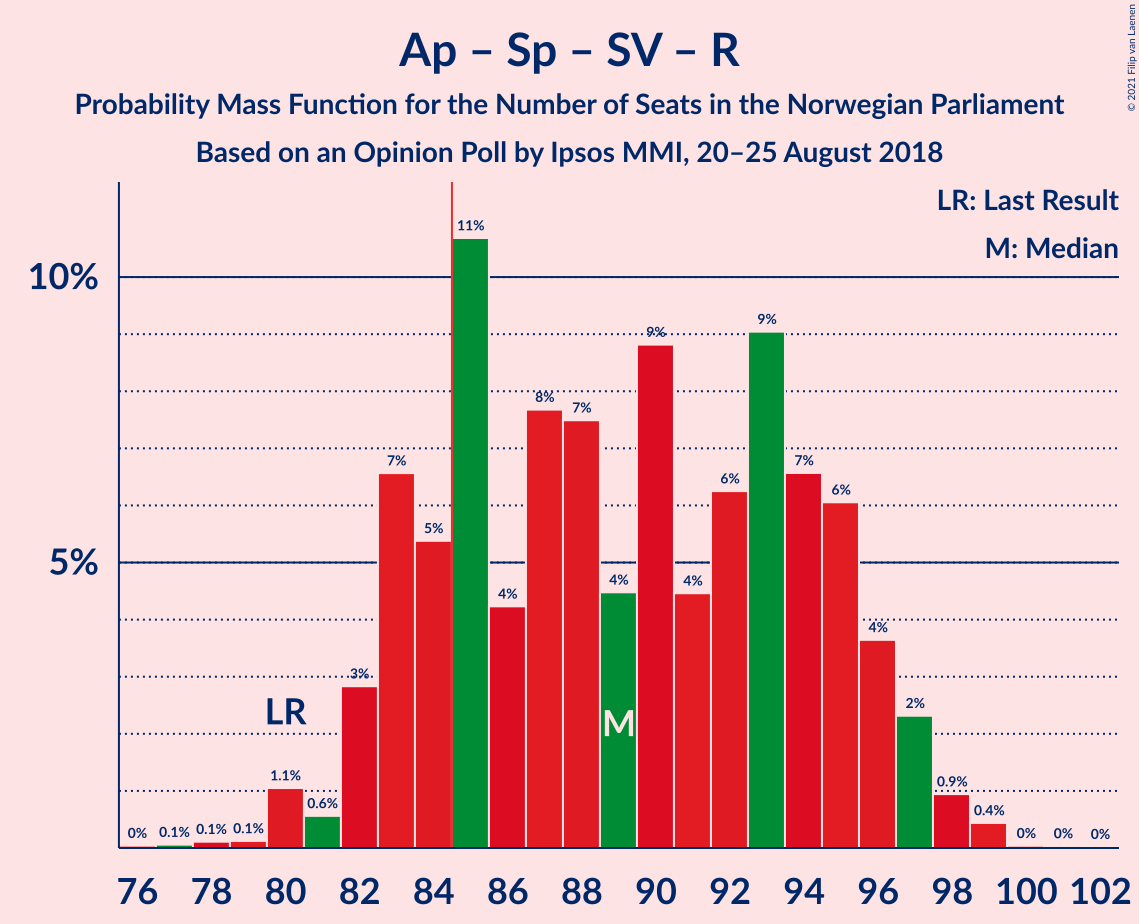 Ap – Sp – SV – R
Probability Mass Function for the Number of Seats in the Norwegian Parliament
Based on an Opinion Poll by Ipsos MMI, 20–25 August 2018
© 2021 Filip van Laenen
LR: Last Result
M: Median
10%
5%
0% 0.1% 0.1% 0.1% 1.1% 0.6% 3% 7% 5% 11% 4% 8% 7% 4% 9% 4% 6% 9% 7% 6% 4% 2% 0.9% 0.4% 0% 0% 0%
LR
M
76 78 80 82 84 86 88 90 92 94 96 98 100 102